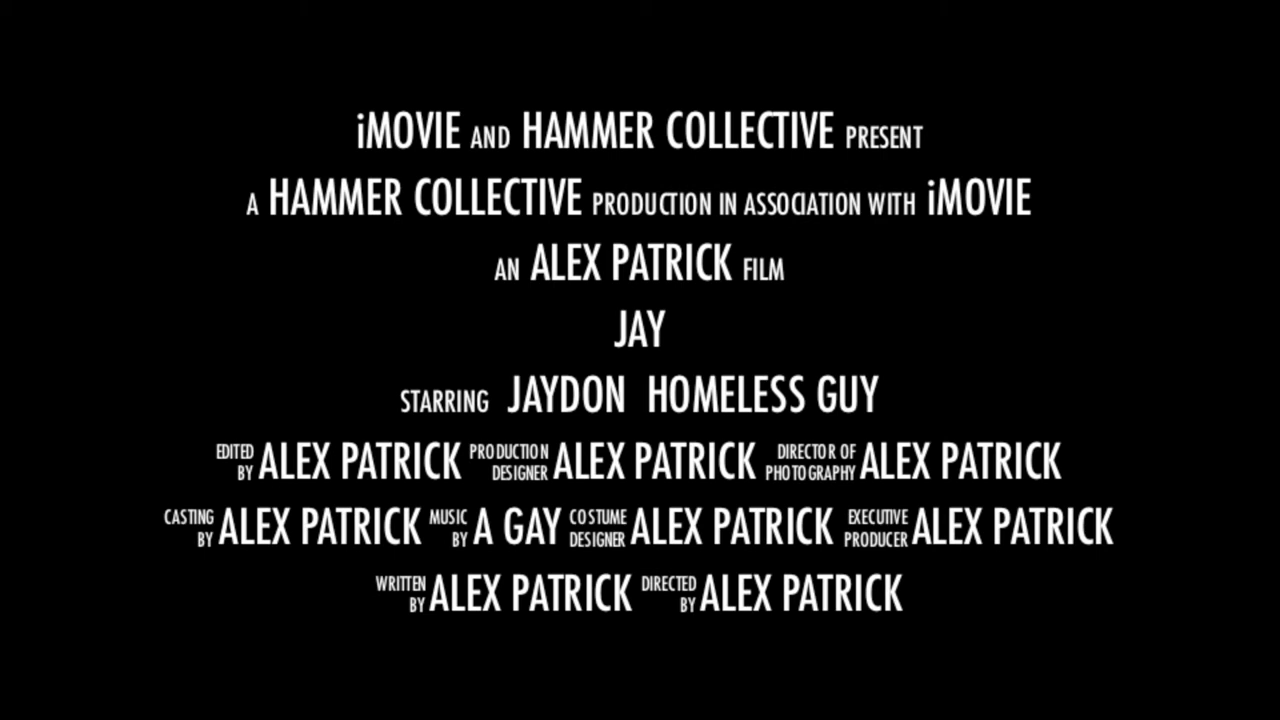 iMOVIE AND HAMMER COLLECTIVE PRESENT
A HAMMER COLLECTIVE PRODUCTION IN ASSOCIATION WITH iMOVIE
AN ALEX PATRICK FILM
JAY
STARRING JAYDON HOMELESS GUY
EDITED BY ALEX PATRICK PRODUCTION DESIGNER ALEX PATRICK DIRECTOR OF PHOTOGRAPHY ALEX PATRICK
CASTING BY ALEX PATRICK MUSIC BY A GAY COSTUME DESIGNER ALEX PATRICK EXECUTIVE PRODUCER ALEX PATRICK
WRITTEN BY ALEX PATRICK DIRECTED BY ALEX PATRICK